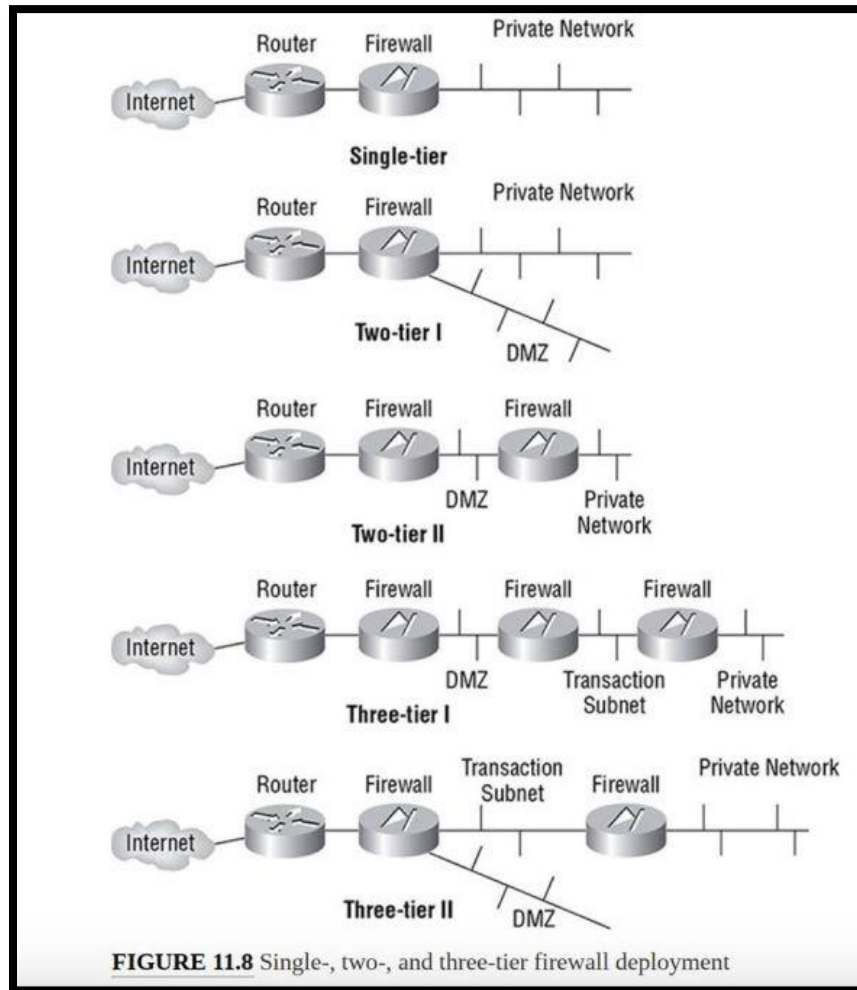 Private Network
Router Firewall
Internet
Single-tier
Private Network
Router Firewall
Internet
Two-tier I
DMZ
Router Firewall Firewall
Internet
DMZ Private
Network
Two-tier II
Router Firewall Firewall Firewall
Internet
DMZ Transaction Private
Subnet Network
Three-tier I
Transaction Private Network
Router Firewall Subnet Firewall
Internet
Three-tier II DMZ
FIGURE 11.8 Single-, two-, and three-tier firewall deployment